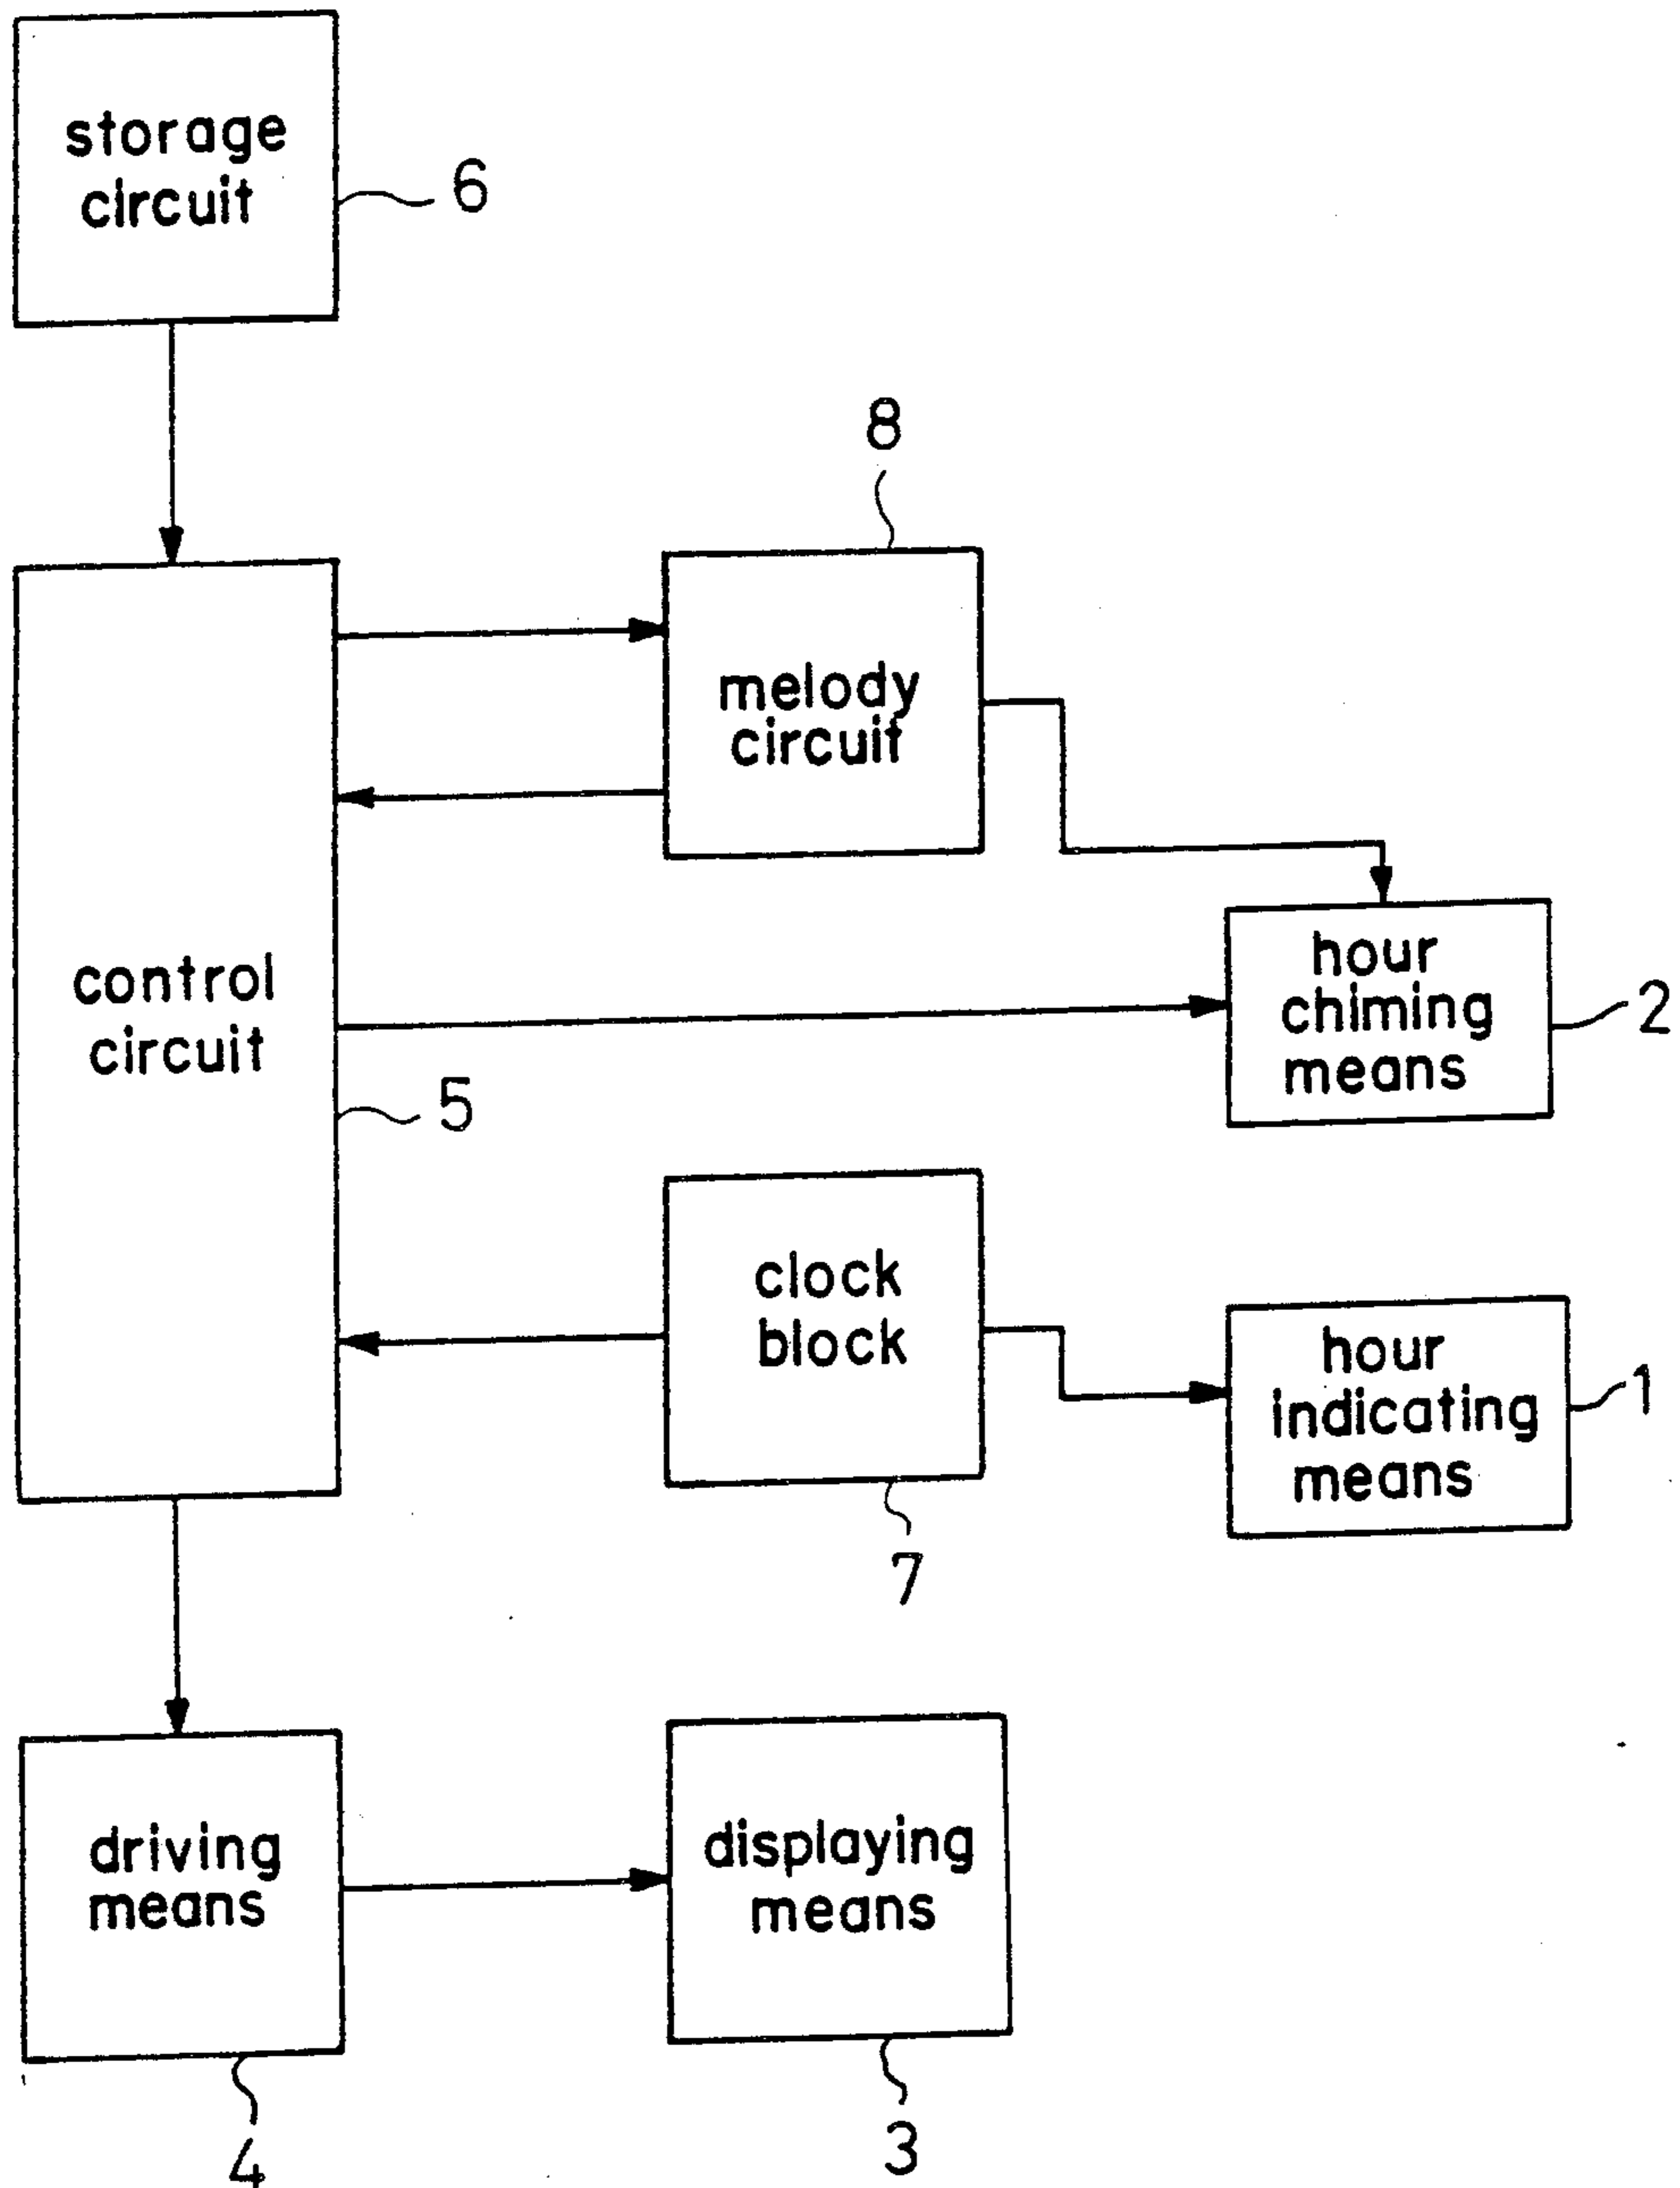 storage
circuit
6
8
melody
circuit
control
circuit
5
hour
chiming
means
2
clock
block
7
hour
indicating
means
1
driving
means
4
displaying
means
3